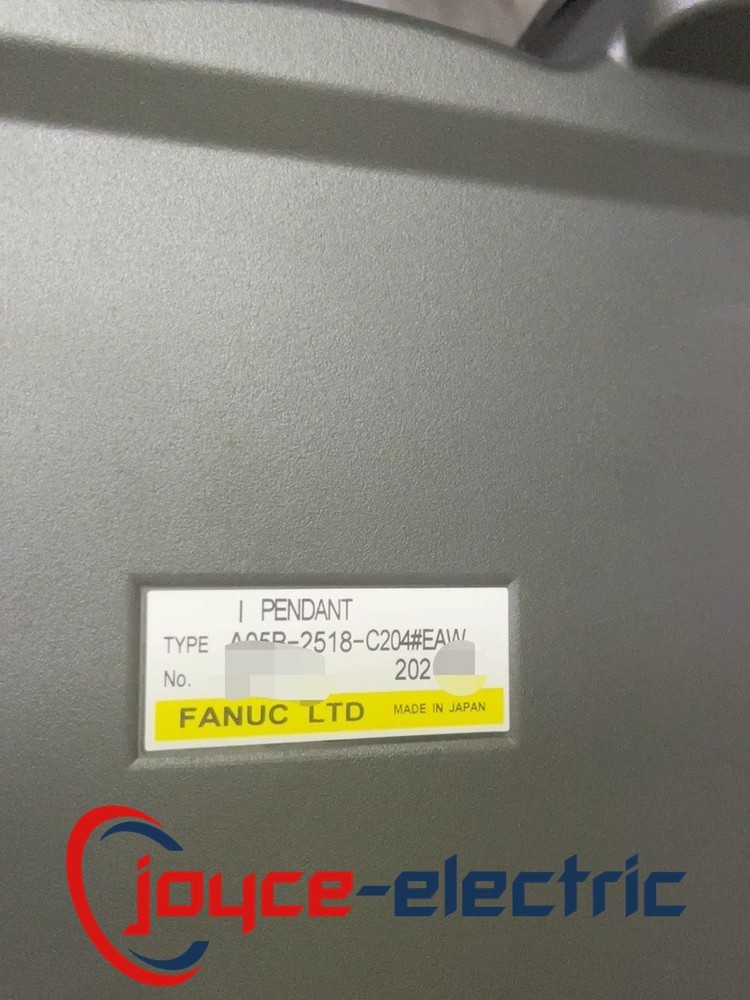 I PENDANT
TYPE A05B-2518-C204#EAW
No. 202
FANUC LTD MADE IN JAPAN
joyce-electric